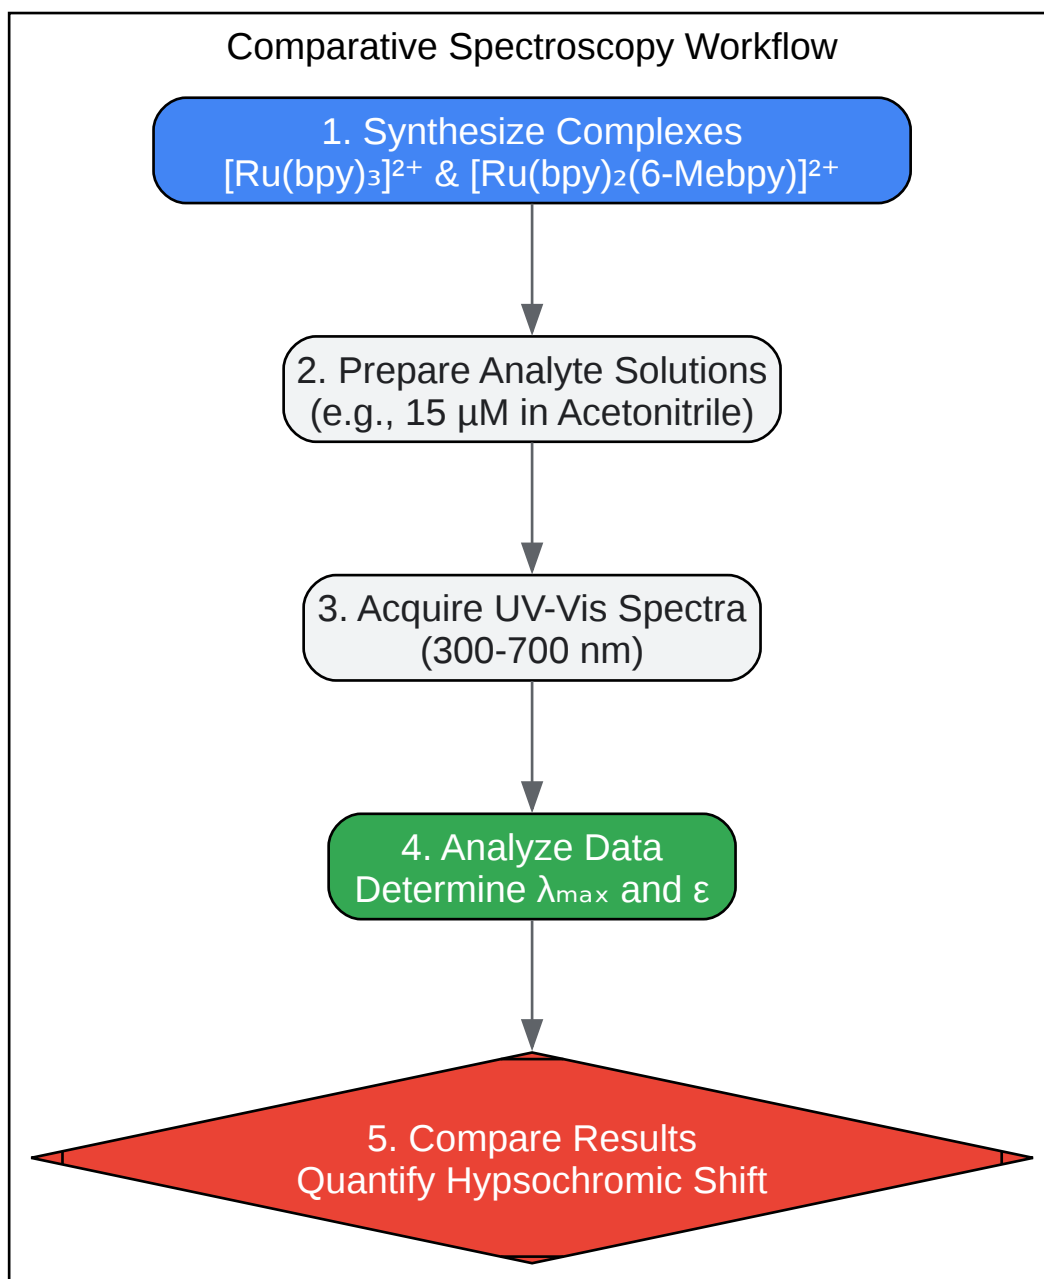 Comparative Spectroscopy Workflow
1. Synthesize Complexes
[Ru(bpy)₃]²⁺ & [Ru(bpy)₂(6-Mebpy)]²⁺
2. Prepare Analyte Solutions
(e.g., 15 µM in Acetonitrile)
3. Acquire UV-Vis Spectra
(300-700 nm)
4. Analyze Data
Determine λₘₐₓ and ε
5. Compare Results
Quantify Hypsochromic Shift